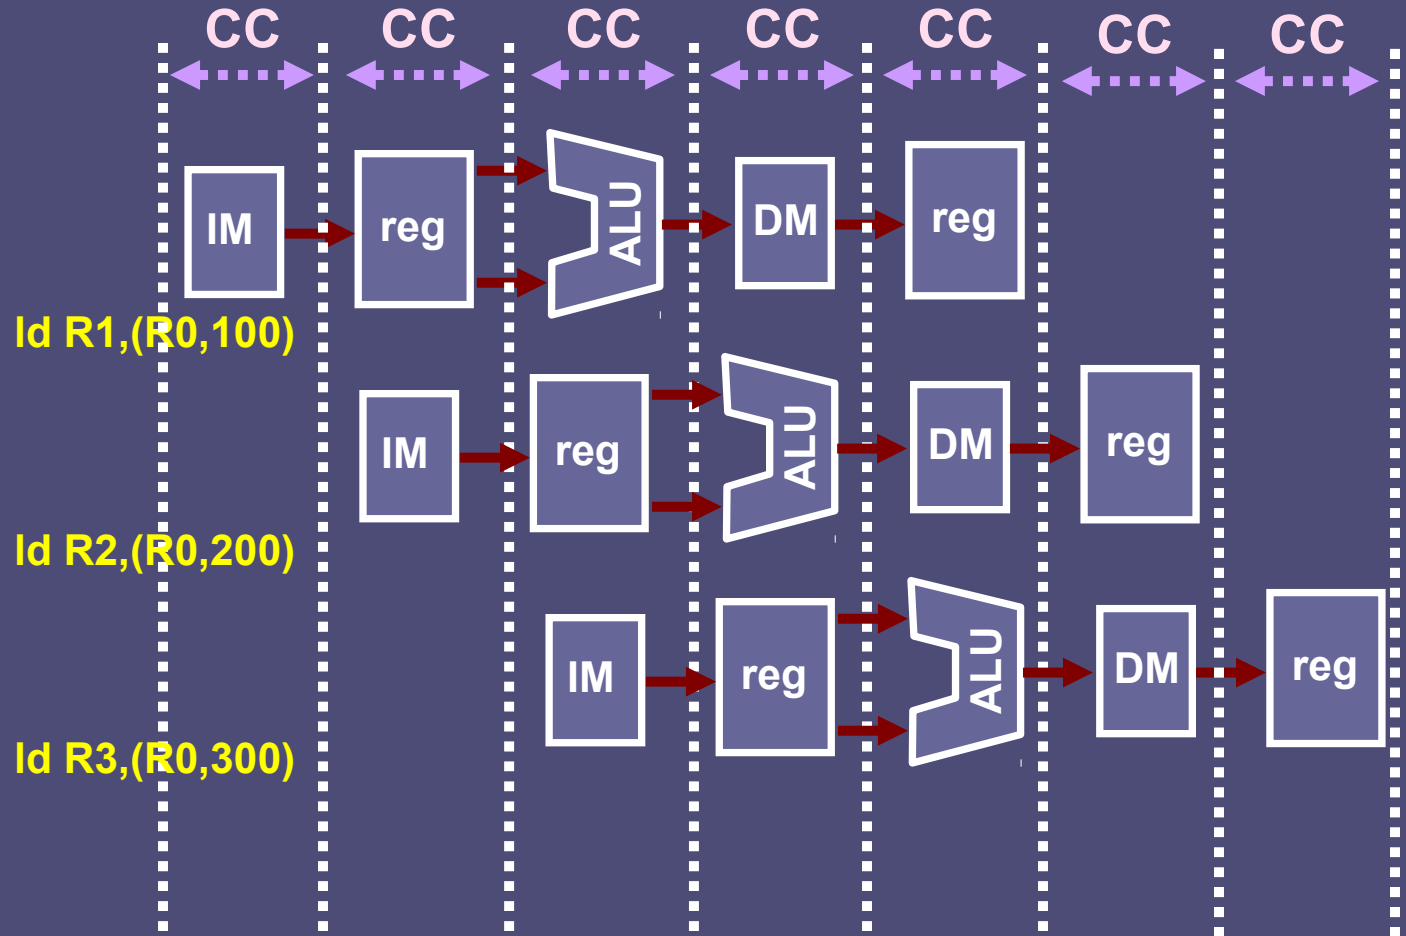 CC CC CC CC CC CC CC
IM reg ALU DM reg
ld R1,(R0,100)
IM reg ALU DM reg
ld R2,(R0,200)
IM reg ALU DM reg
ld R3,(R0,300)